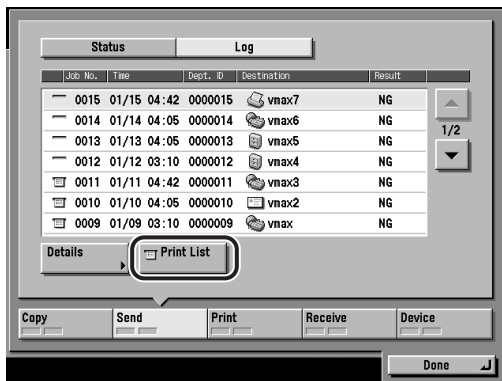 Status Log
Job No. Time Dept. ID Destination Result
0015 01/15 04:42 0000015 vmax7 NG
0014 01/14 04:05 0000014 vmax6 NG
0013 01/13 04:05 0000013 vmax5 NG
0012 01/12 03:10 0000012 vmax4 NG
0011 01/11 04:42 0000011 vmax3 NG
0010 01/10 04:05 0000010 vmax2 NG
0009 01/09 03:10 0000009 vmax NG
1/2
Details Print List
Copy Send Print Receive Device
Done